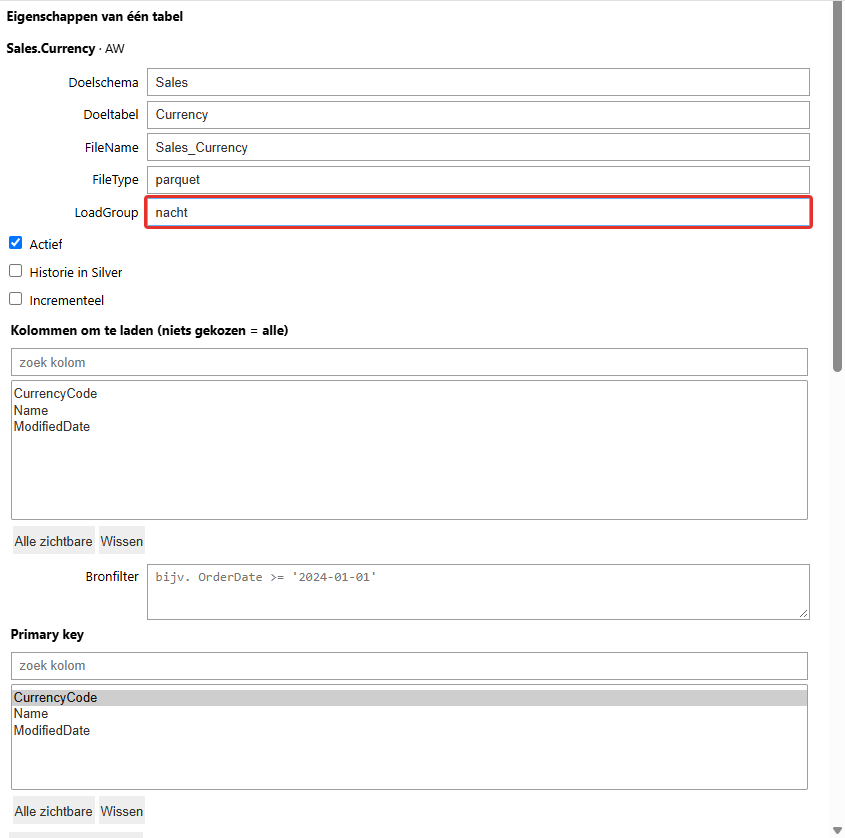 Eigenschappen van één tabel
Sales.Currency · AW
Doelschema Sales
Doeltabel Currency
FileName Sales_Currency
FileType parquet
LoadGroup nacht
Actief
Historie in Silver
Incrementeel
Kolommen om te laden (niets gekozen = alle)
zoek kolom
CurrencyCode
Name
ModifiedDate
Alle zichtbare Wissen
Bronfilter bijv. OrderDate >= '2024-01-01'
Primary key
zoek kolom
CurrencyCode
Name
ModifiedDate
Alle zichtbare Wissen